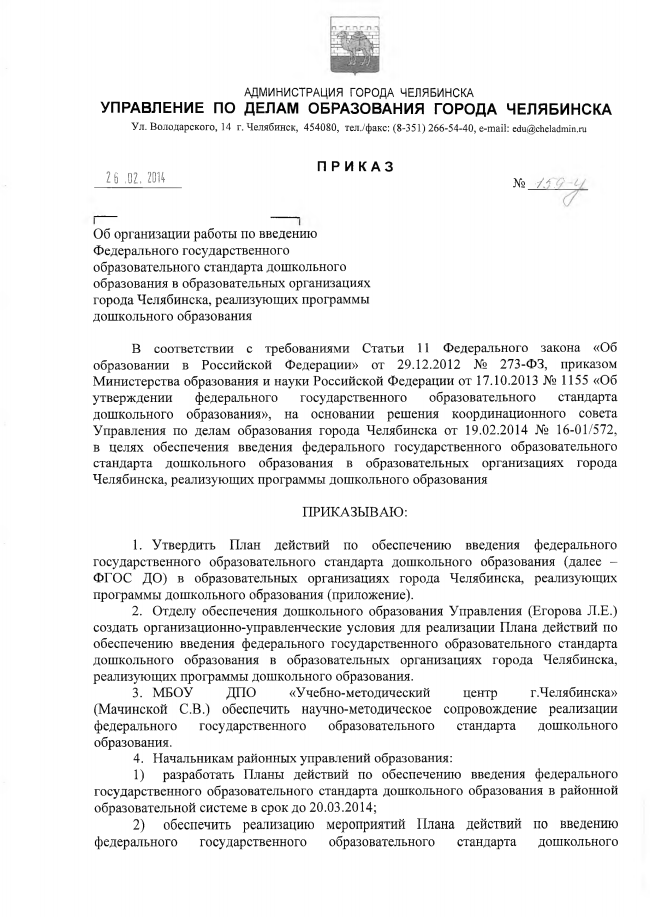 АДМИНИСТРАЦИЯ ГОРОДА ЧЕЛЯБИНСКА
УПРАВЛЕНИЕ ПО ДЕЛАМ ОБРАЗОВАНИЯ ГОРОДА ЧЕЛЯБИНСКА
Ул. Володарского, 14 г. Челябинск, 454080, тел./факс: (8-351) 266-54-40, e-mail: edu@cheladmin.ru
ПРИКАЗ
26.02.2014
№ 159-у
Об организации работы по введению
Федерального государственного
образовательного стандарта дошкольного
образования в образовательных организациях
города Челябинска, реализующих программы
дошкольного образования
В соответствии с требованиями Статьи 11 Федерального закона «Об
образовании в Российской Федерации» от 29.12.2012 № 273-ФЗ, приказом
Министерства образования и науки Российской Федерации от 17.10.2013 № 1155 «Об
утверждении федерального государственного образовательного стандарта
дошкольного образования», на основании решения координационного совета
Управления по делам образования города Челябинска от 19.02.2014 № 16-01/572,
в целях обеспечения введения федерального государственного образовательного
стандарта дошкольного образования в образовательных организациях города
Челябинска, реализующих программы дошкольного образования
ПРИКАЗЫВАЮ:
1. Утвердить План действий по обеспечению введения федерального
государственного образовательного стандарта дошкольного образования (далее –
ФГОС ДО) в образовательных организациях города Челябинска, реализующих
программы дошкольного образования (приложение).
2. Отделу обеспечения дошкольного образования Управления (Егорова Л.Е.)
создать организационно-управленческие условия для реализации Плана действий по
обеспечению введения федерального государственного образовательного стандарта
дошкольного образования в образовательных организациях города Челябинска,
реализующих программы дошкольного образования.
3. МБОУ ДПО «Учебно-методический центр г.Челябинска»
(Мачинской С.В.) обеспечить научно-методическое сопровождение реализации
федерального государственного образовательного стандарта дошкольного
образования.
4. Начальникам районных управлений образования:
1) разработать Планы действий по обеспечению введения федерального
государственного образовательного стандарта дошкольного образования в районной
образовательной системе в срок до 20.03.2014;
2) обеспечить реализацию мероприятий Плана действий по введению
федерального государственного образовательного стандарта дошкольного